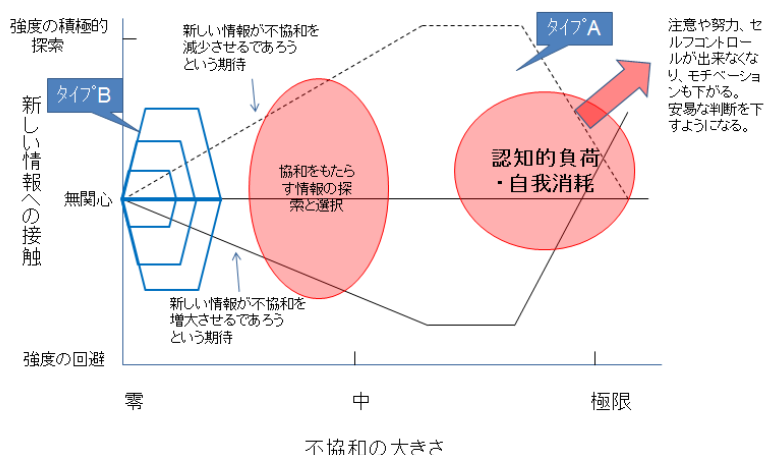 強度の積極的
探索
新しい情報が不協和を
減少させるであろう
という期待
タイプA
注意や努力、セ
ルフコントロー
ルが出来なくな
り、モチベーショ
ンも下がる。
安易な判断を下
すようになる。
タイプB
新しい情報への接触
協和をもたら
す情報の探
索と選択
認知的負荷
・自我消耗
無関心
新しい情報が不協和を
増大させるであろう
という期待
強度の回避
零
中
極限
不協和の大きさ